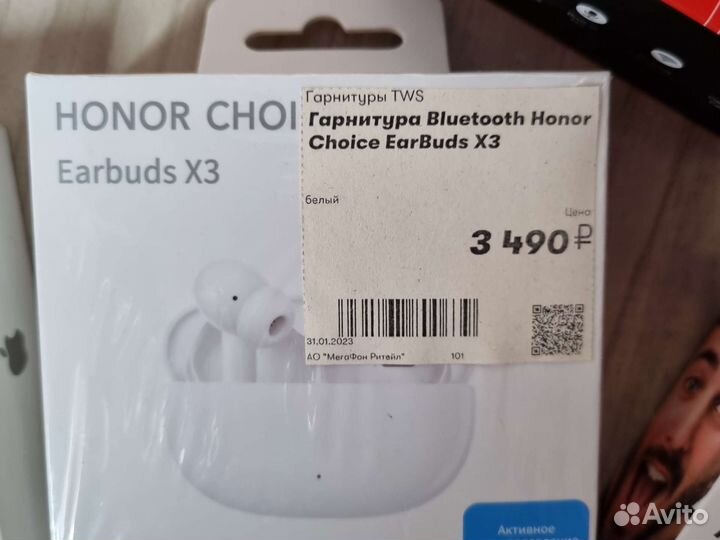 HONOR CHOI
Earbuds X3
Гарнитуры TWS
Гарнитура Bluetooth Honor
Choice EarBuds X3
белый
Цена
3 490 ₽
31.01.2023
АО "МегаФон Ритейл" 101
Активное
Avito